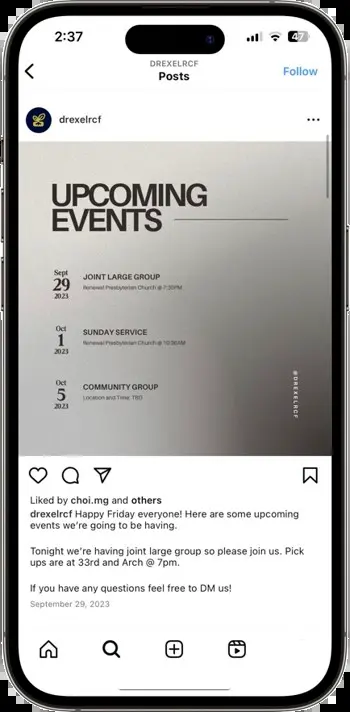 2:37
47
DREXELRCF
Posts
Follow
drexelrcf
UPCOMING
EVENTS
Sept
29
2023
JOINT LARGE GROUP
Renewal Presbyterian Church @ 7:30PM
Oct
1
2023
SUNDAY SERVICE
Renewal Presbyterian Church @ 10:30AM
Oct
5
2023
COMMUNITY GROUP
Location and Time: TBD
@DREXELRCF
Liked by choi.mg and others
drexelrcf Happy Friday everyone! Here are some upcoming
events we're going to be having.
Tonight we're having joint large group so please join us. Pick
ups are at 33rd and Arch @ 7pm.
If you have any questions feel free to DM us!
September 29, 2023